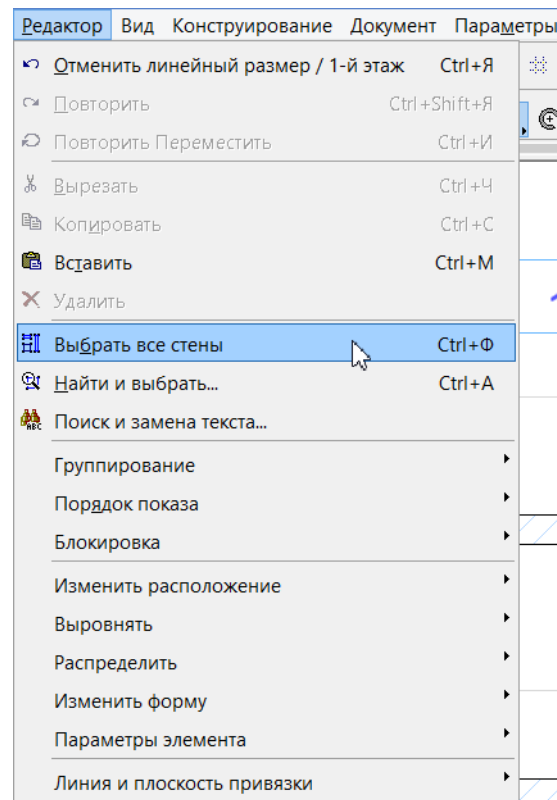 Редактор Вид Конструирование Документ Параметры
Отменить линейный размер / 1-й этаж Ctrl+Я
Повторить Ctrl+Shift+Я
Повторить Переместить Ctrl+И
Вырезать Ctrl+Ч
Копировать Ctrl+С
Вставить Ctrl+М
Удалить
Выбрать все стены Ctrl+Ф
Найти и выбрать... Ctrl+А
ABC Поиск и замена текста...
Группирование
Порядок показа
Блокировка
Изменить расположение
Выровнять
Распределить
Изменить форму
Параметры элемента
Линия и плоскость привязки